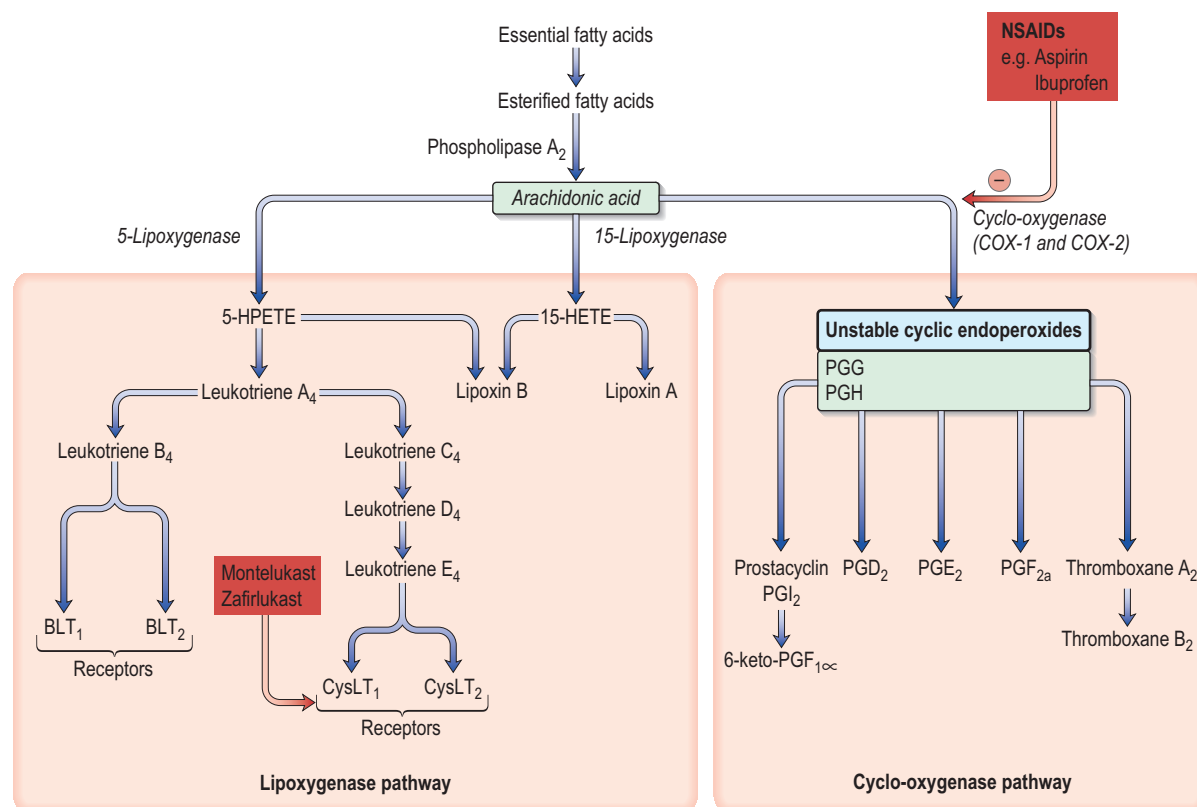 Essential fatty acids
NSAIDs
e.g. Aspirin
Ibuprofen
Esterified fatty acids
Phospholipase A₂
Arachidonic acid
−
5-Lipoxygenase
15-Lipoxygenase
Cyclo-oxygenase
(COX-1 and COX-2)
5-HPETE
15-HETE
Lipoxin B
Lipoxin A
Leukotriene A₄
Leukotriene B₄
Leukotriene C₄
Leukotriene D₄
Leukotriene E₄
Montelukast
Zafirlukast
BLT₁
BLT₂
Receptors
CysLT₁
CysLT₂
Receptors
Lipoxygenase pathway
Unstable cyclic endoperoxides
PGG
PGH
Prostacyclin
PGI₂
PGD₂
PGE₂
PGF₂ₐ
Thromboxane A₂
6-keto-PGF₁∝
Thromboxane B₂
Cyclo-oxygenase pathway